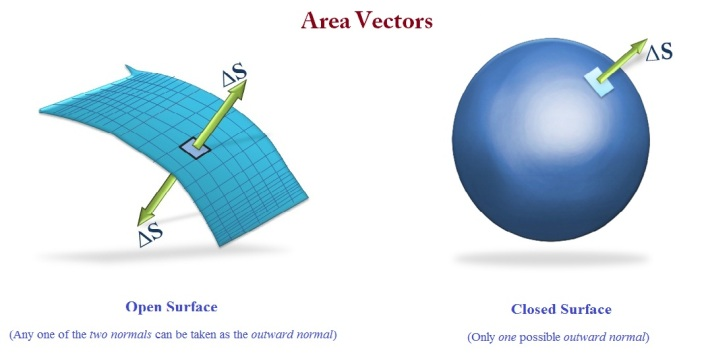 Area Vectors
ΔS
ΔS
ΔS
Open Surface
(Any one of the two normals can be taken as the outward normal)
Closed Surface
(Only one possible outward normal)